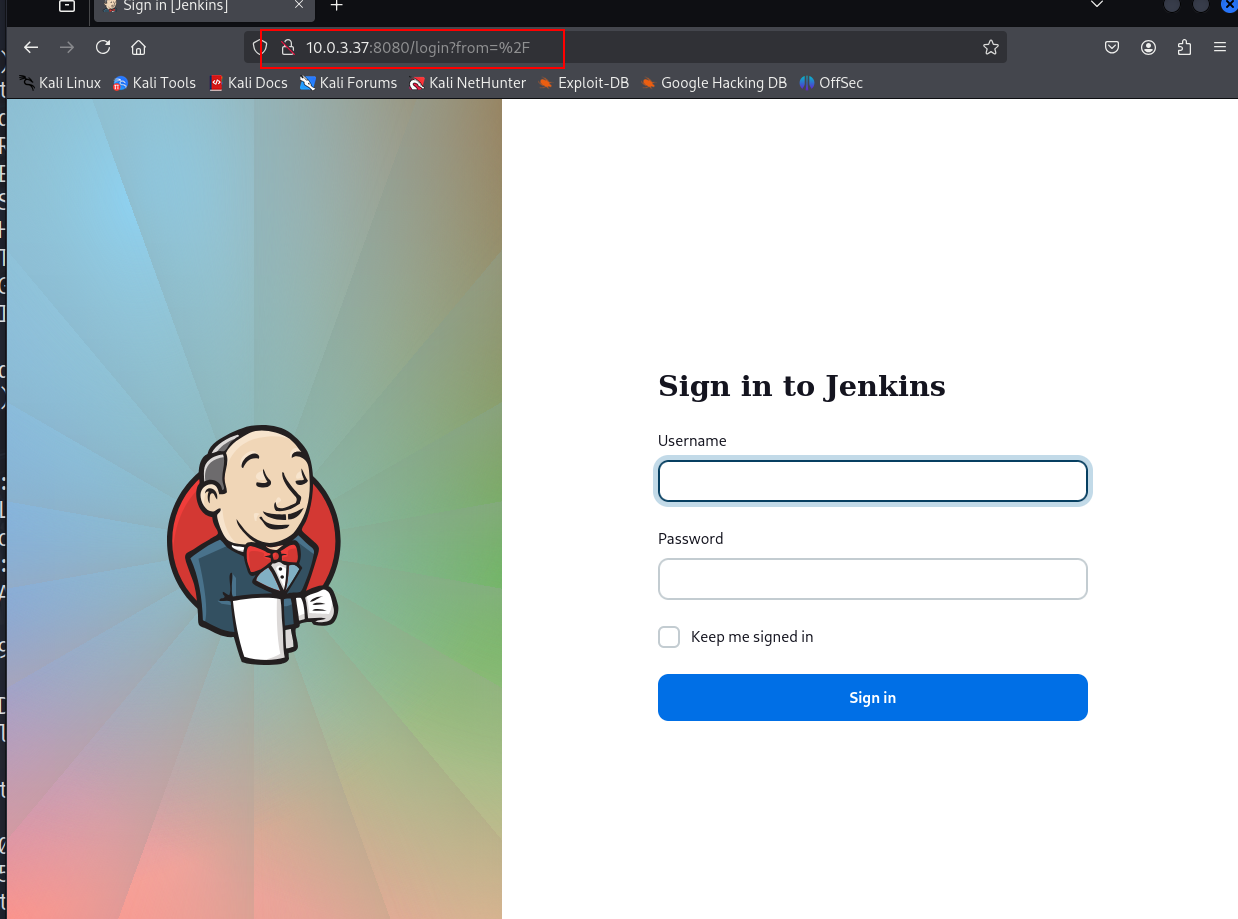 Sign in [Jenkins]
10.0.3.37:8080/login?from=%2F
Kali Linux Kali Tools Kali Docs Kali Forums Kali NetHunter Exploit-DB Google Hacking DB OffSec
Sign in to Jenkins
Username
Password
Keep me signed in
Sign in